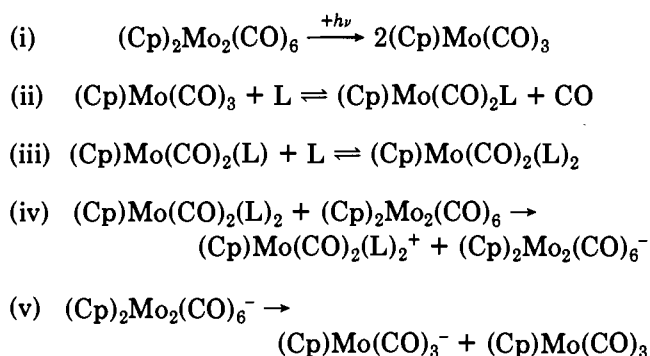 +hν
(i) (Cp)₂Mo₂(CO)₆ → 2(Cp)Mo(CO)₃
(ii) (Cp)Mo(CO)₃ + L ⇌ (Cp)Mo(CO)₂L + CO
(iii) (Cp)Mo(CO)₂(L) + L ⇌ (Cp)Mo(CO)₂(L)₂
(iv) (Cp)Mo(CO)₂(L)₂ + (Cp)₂Mo₂(CO)₆ →
(Cp)Mo(CO)₂(L)₂⁺ + (Cp)₂Mo₂(CO)₆⁻
(v) (Cp)₂Mo₂(CO)₆⁻ →
(Cp)Mo(CO)₃⁻ + (Cp)Mo(CO)₃